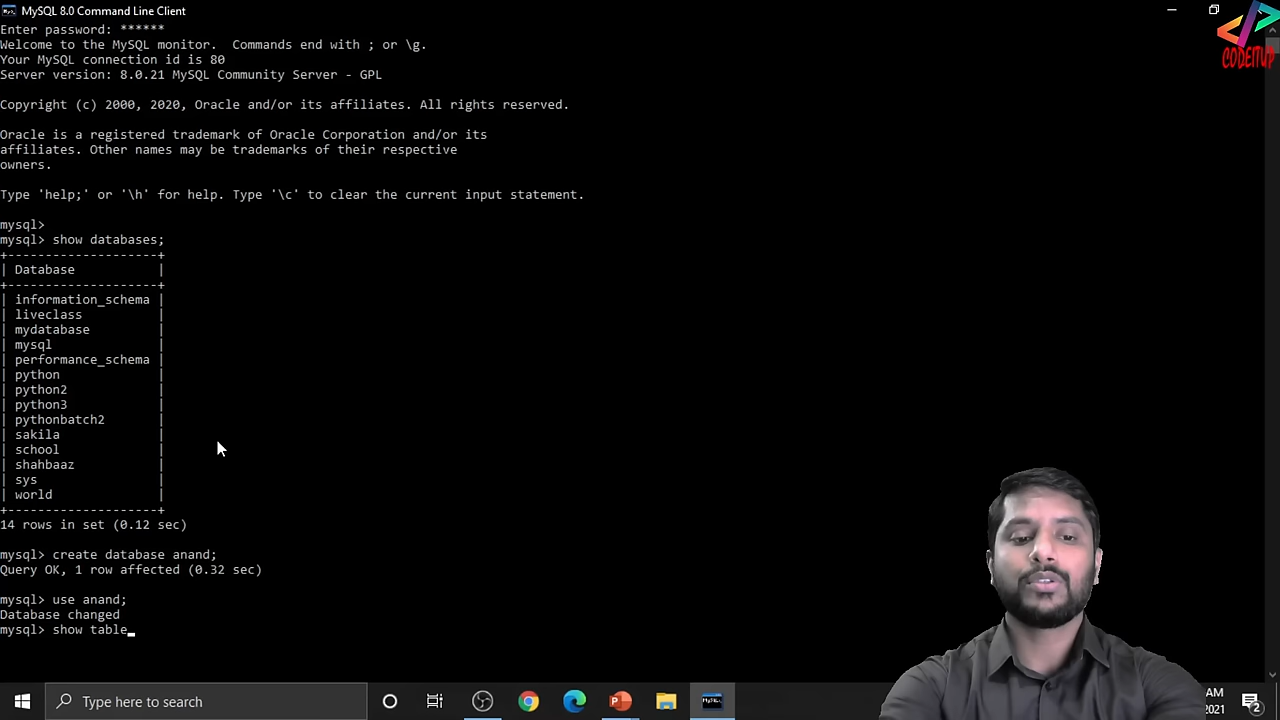 MySQL 8.0 Command Line Client
Enter password: ******
Welcome to the MySQL monitor.  Commands end with ; or \g.
Your MySQL connection id is 80
Server version: 8.0.21 MySQL Community Server - GPL
Copyright (c) 2000, 2020, Oracle and/or its affiliates. All rights reserved.
Oracle is a registered trademark of Oracle Corporation and/or its
affiliates. Other names may be trademarks of their respective
owners.
Type 'help;' or '\h' for help. Type '\c' to clear the current input statement.
mysql>
mysql> show databases;
+--------------------+
| Database           |
+--------------------+
| information_schema |
| liveclass          |
| mydatabase         |
| mysql              |
| performance_schema |
| python             |
| python2            |
| python3            |
| pythonbatch2       |
| sakila             |
| school             |
| shahbaaz           |
| sys                |
| world              |
+--------------------+
14 rows in set (0.12 sec)
mysql> create database anand;
Query OK, 1 row affected (0.32 sec)
mysql> use anand;
Database changed
mysql> show table_
CODEITUP
Type here to search
MySQL
AM
2021
2